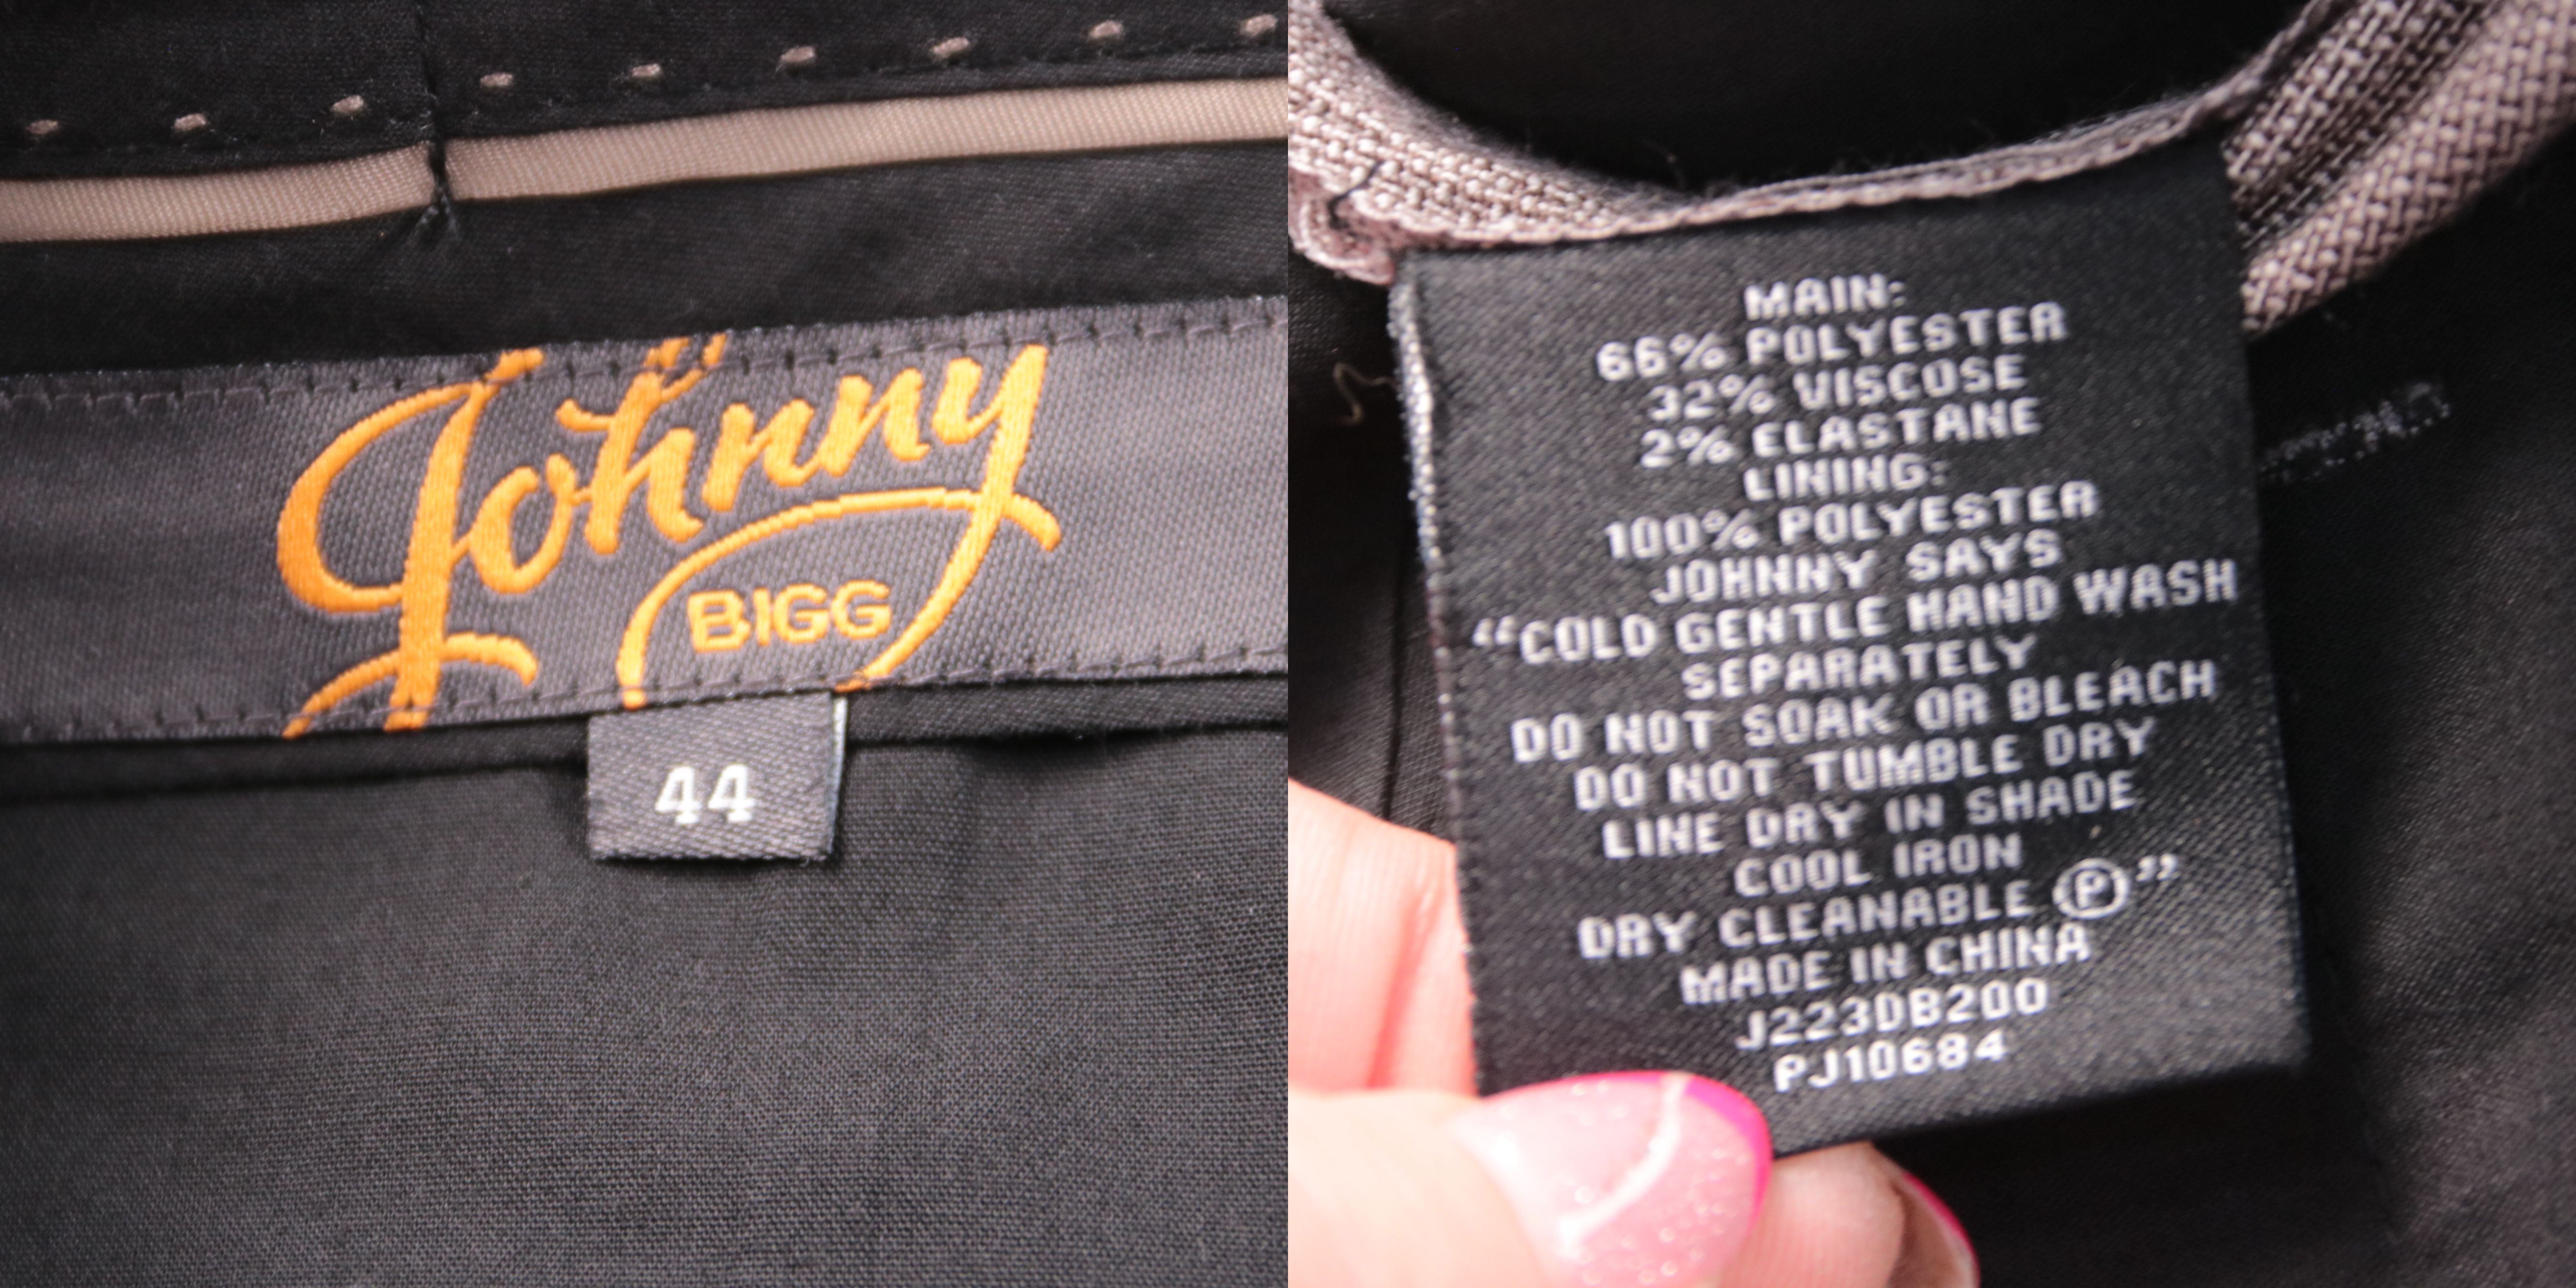 Johnny
BIGG
44
MAIN:
66% POLYESTER
32% VISCOSE
2% ELASTANE
LINING:
100% POLYESTER
JOHNNY SAYS
“COLD GENTLE HAND WASH
SEPARATELY
DO NOT SOAK OR BLEACH
DO NOT TUMBLE DRY
LINE DRY IN SHADE
COOL IRON
DRY CLEANABLE Ⓟ”
MADE IN CHINA
J223DB200
PJ10684